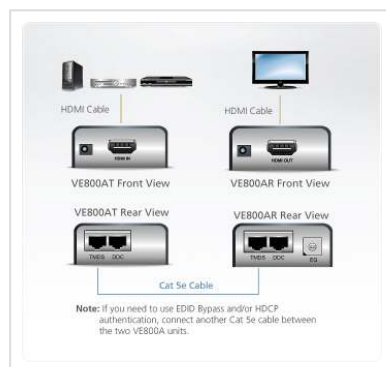 HDMI Cable
HDMI Cable
HDMI IN
HDMI OUT
VE800AT Front View
VE800AR Front View
VE800AT Rear View
VE800AR Rear View
TMDS DDC
TMDS DDC
EQ
Cat 5e Cable
Note: If you need to use EDID Bypass and/or HDCP
authentication, connect another Cat 5e cable between
the two VE800A units.